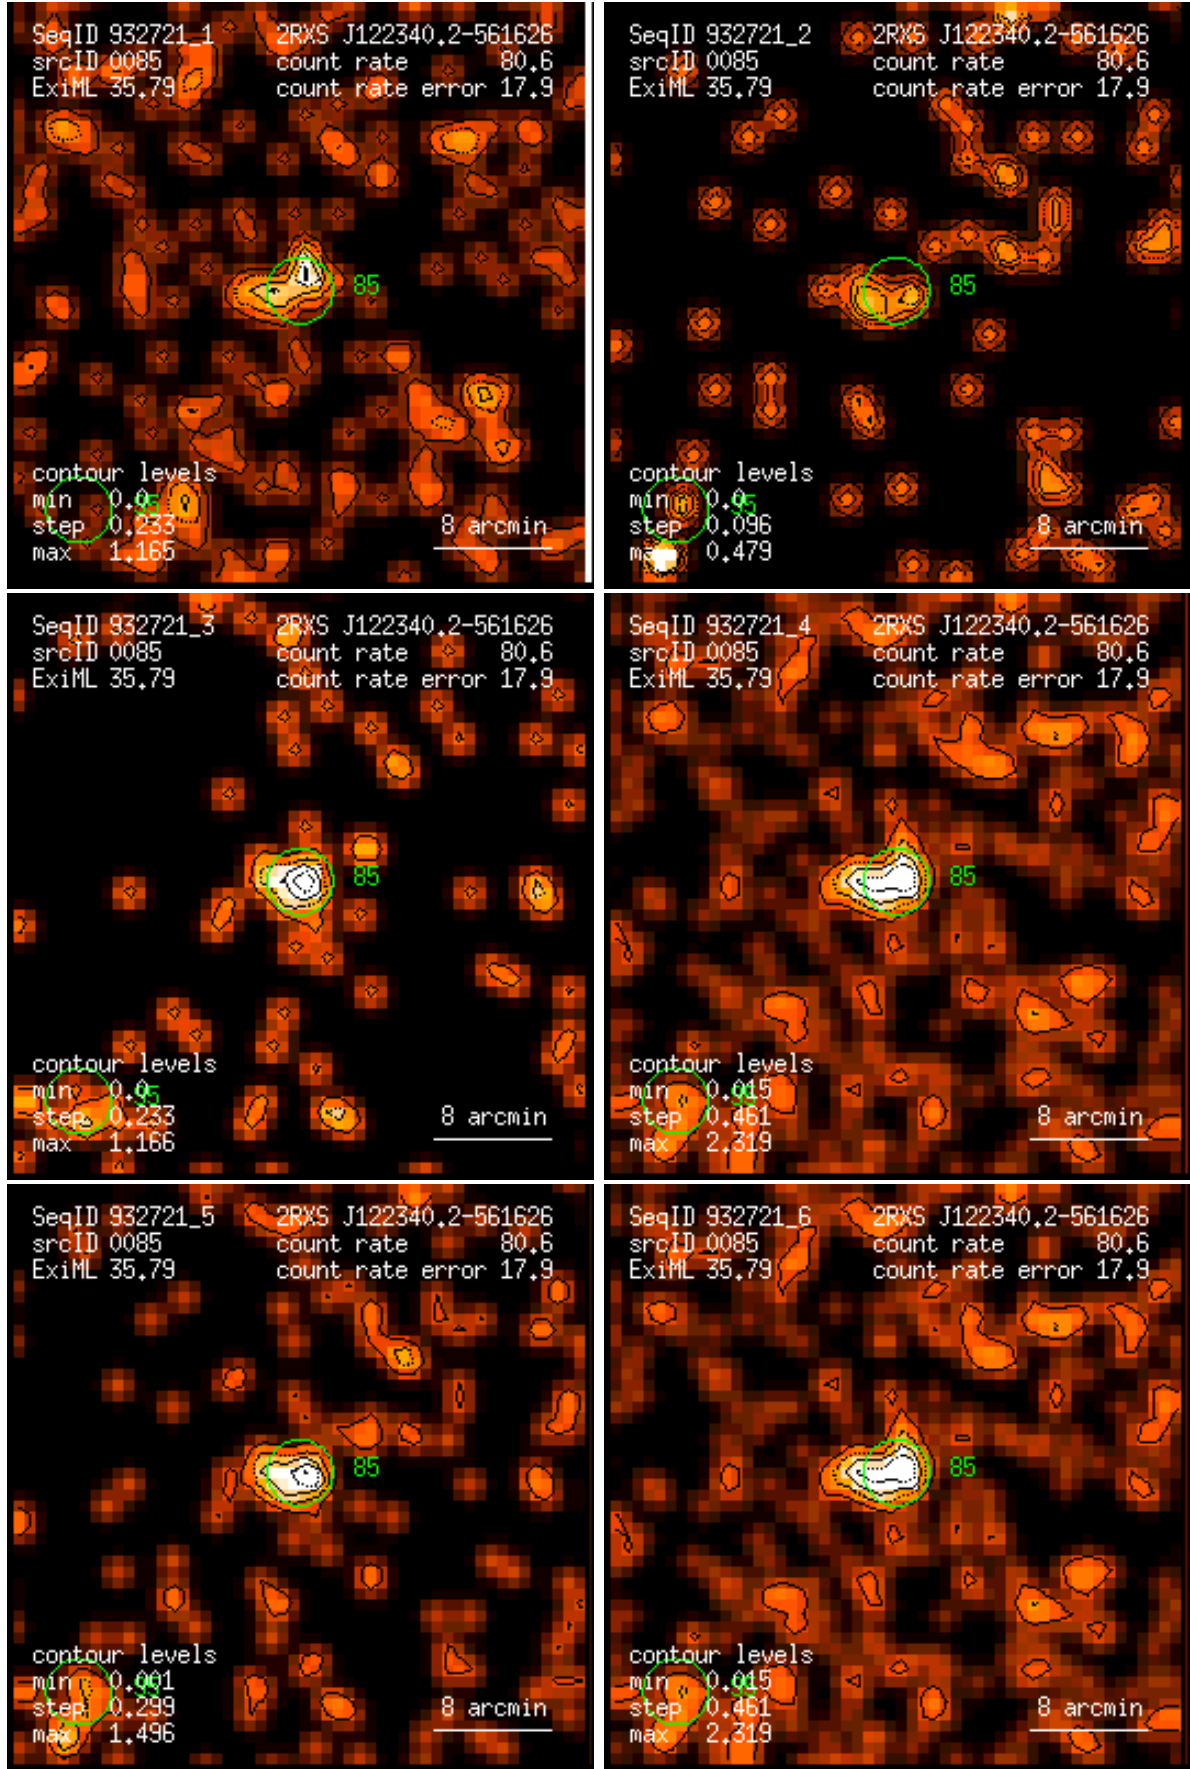 SeqID 932721_1 2RXS J122340.2-561626
srcID 0085 count rate 80.6
ExiML 35.79 count rate error 17.9
85
contour levels
min 0.0 95
step 0.233
max 1.165
8 arcmin
SeqID 932721_2 2RXS J122340.2-561626
srcID 0085 count rate 80.6
ExiML 35.79 count rate error 17.9
85
contour levels
min 0.0 95
step 0.096
max 0.479
8 arcmin
SeqID 932721_3 2RXS J122340.2-561626
srcID 0085 count rate 80.6
ExiML 35.79 count rate error 17.9
85
contour levels
min 0.0 95
step 0.233
max 1.166
8 arcmin
SeqID 932721_4 2RXS J122340.2-561626
srcID 0085 count rate 80.6
ExiML 35.79 count rate error 17.9
85
contour levels
min 0.015 95
step 0.461
max 2.319
8 arcmin
SeqID 932721_5 2RXS J122340.2-561626
srcID 0085 count rate 80.6
ExiML 35.79 count rate error 17.9
85
contour levels
min 0.001 95
step 0.299
max 1.496
8 arcmin
SeqID 932721_6 2RXS J122340.2-561626
srcID 0085 count rate 80.6
ExiML 35.79 count rate error 17.9
85
contour levels
min 0.015 95
step 0.461
max 2.319
8 arcmin